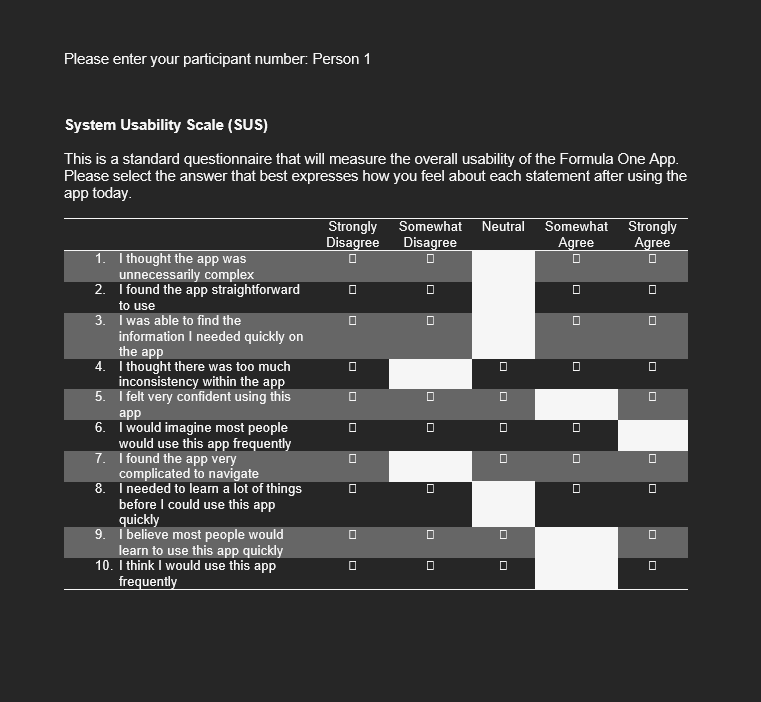 Please enter your participant number: Person 1
System Usability Scale (SUS)
This is a standard questionnaire that will measure the overall usability of the Formula One App.
Please select the answer that best expresses how you feel about each statement after using the
app today.
Strongly Disagree
Somewhat Disagree
Neutral
Somewhat Agree
Strongly Agree
1. I thought the app was
unnecessarily complex
2. I found the app straightforward
to use
3. I was able to find the
information I needed quickly on
the app
4. I thought there was too much
inconsistency within the app
5. I felt very confident using this
app
6. I would imagine most people
would use this app frequently
7. I found the app very
complicated to navigate
8. I needed to learn a lot of things
before I could use this app
quickly
9. I believe most people would
learn to use this app quickly
10. I think I would use this app
frequently